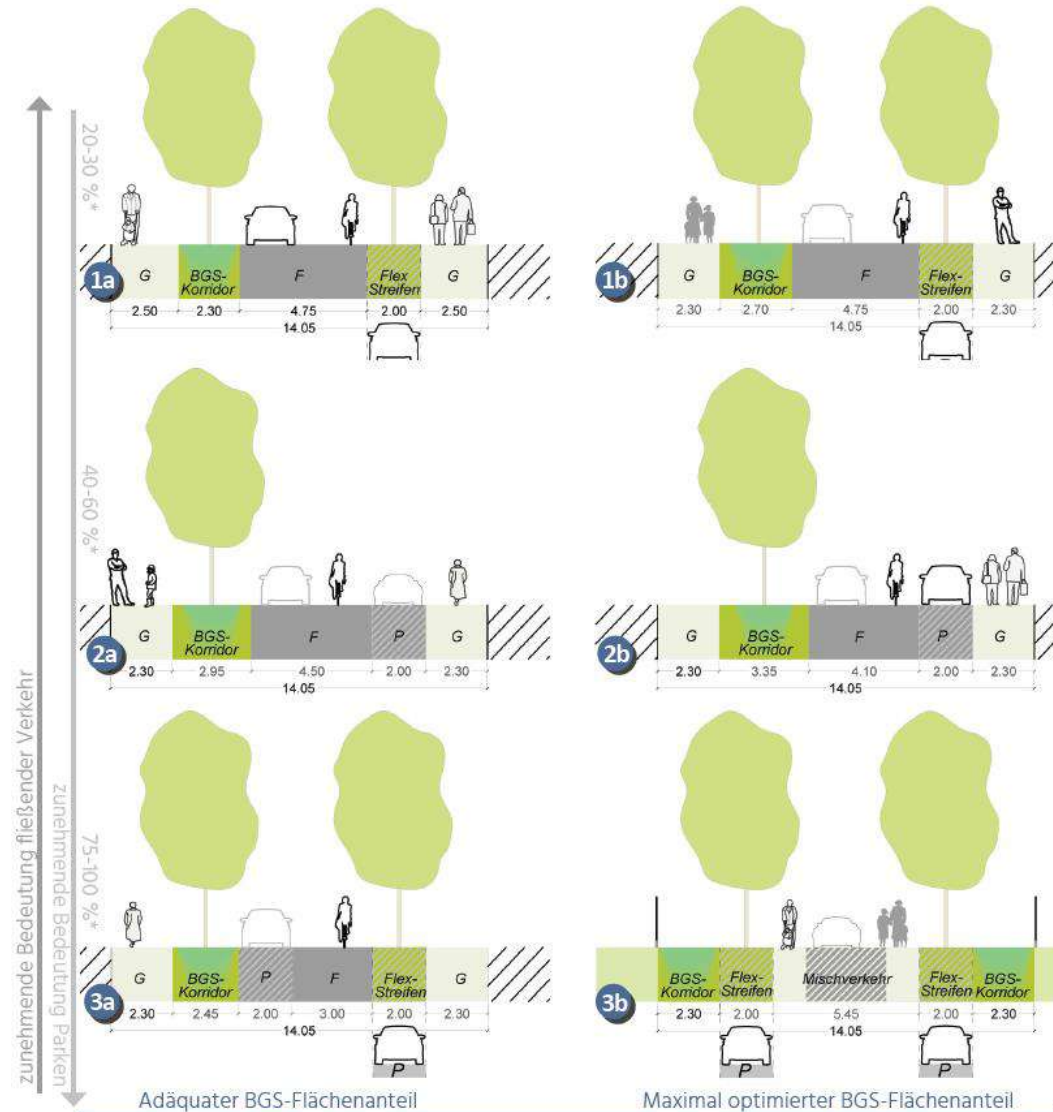 zunehmende Bedeutung fließender Verkehr
zunehmende Bedeuttung Parken
20-30 %*
40-60 %*
75-100 %*
1a
G
BGS-
Korridor
F
Flex
Streifen
G
2.50 2.30 4.75 2.00 2.50
14.05
1b
G
BGS-
Korridor
F
Flex-
Streifen
G
2.30 2.70 4.75 2.00 2.30
14.05
2a
G
BGS-
Korridor
F
P
G
2.30 2.95 4.50 2.00 2.30
14.05
2b
G
BGS-
Korridor
F
P
G
2.30 3.35 4.10 2.00 2.30
14.05
3a
G
BGS-
Korridor
P
F
Flex-
Streifen
G
2.30 2.45 2.00 3.00 2.00 2.30
14.05
P
3b
BGS-
Korridor
Flex-
Streifen
Mischverkehr
Flex-
Streifen
BGS-
Korridor
2.30 2.00 5.45 2.00 2.30
14.05
P
P
Adäquater BGS-Flächenanteil
Maximal optimierter BGS-Flächenanteil